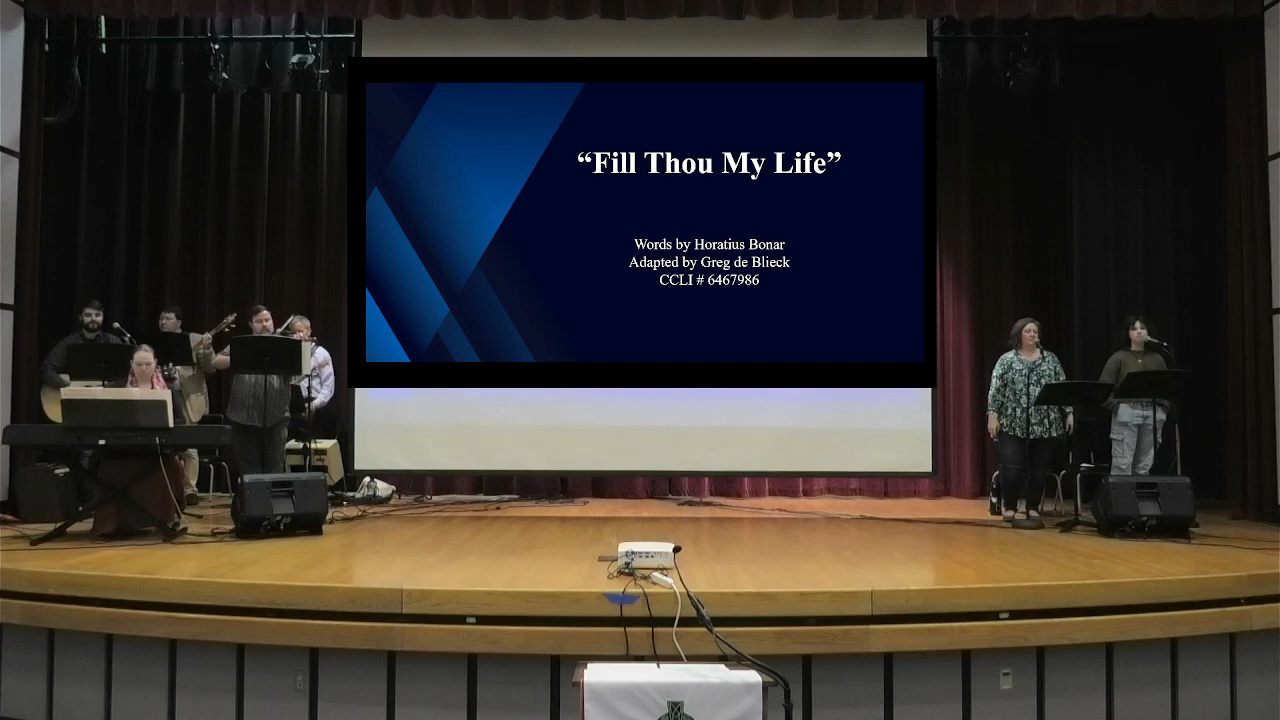 “Fill Thou My Life”
Words by Horatius Bonar
Adapted by Greg de Blieck
CCLI # 6467986